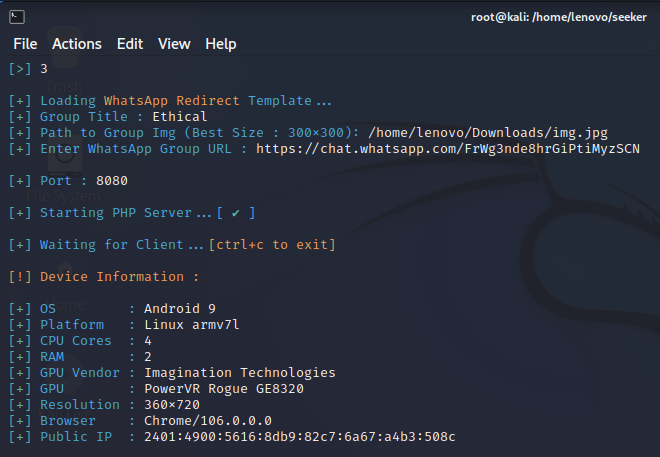 root@kali: /home/lenovo/seeker
File Actions Edit View Help
[>] 3
[+] Loading WhatsApp Redirect Template...
[+] Group Title : Ethical
[+] Path to Group Img (Best Size : 300×300): /home/lenovo/Downloads/img.jpg
[+] Enter WhatsApp Group URL : https://chat.whatsapp.com/FrWg3nde8hrGiPtiMyzSCN
[+] Port : 8080
[+] Starting PHP Server...[ ✔ ]
[+] Waiting for Client...[ctrl+c to exit]
[!] Device Information :
[+] OS : Android 9
[+] Platform : Linux armv7l
[+] CPU Cores : 4
[+] RAM : 2
[+] GPU Vendor : Imagination Technologies
[+] GPU : PowerVR Rogue GE8320
[+] Resolution : 360×720
[+] Browser : Chrome/106.0.0.0
[+] Public IP : 2401:4900:5616:8db9:82c7:6a67:a4b3:508c